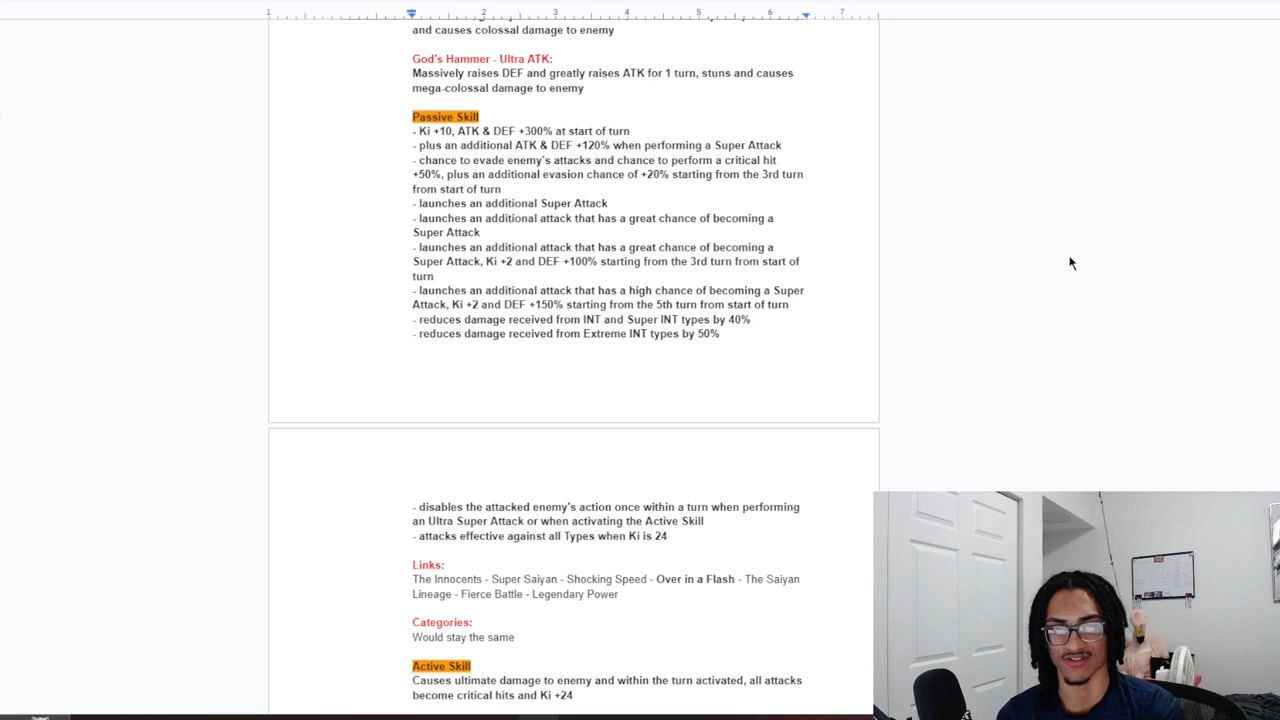 1 2 3 4 5 6 7
and causes colossal damage to enemy
God's Hammer - Ultra ATK:
Massively raises DEF and greatly raises ATK for 1 turn, stuns and causes
mega-colossal damage to enemy
Passive Skill
- Ki +10, ATK & DEF +300% at start of turn
- plus an additional ATK & DEF +120% when performing a Super Attack
- chance to evade enemy's attacks and chance to perform a critical hit
+50%, plus an additional evasion chance of +20% starting from the 3rd turn
from start of turn
- launches an additional Super Attack
- launches an additional attack that has a great chance of becoming a
Super Attack
- launches an additional attack that has a great chance of becoming a
Super Attack, Ki +2 and DEF +100% starting from the 3rd turn from start of
turn
- launches an additional attack that has a high chance of becoming a Super
Attack, Ki +2 and DEF +150% starting from the 5th turn from start of turn
- reduces damage received from INT and Super INT types by 40%
- reduces damage received from Extreme INT types by 50%
- disables the attacked enemy's action once within a turn when performing
an Ultra Super Attack or when activating the Active Skill
- attacks effective against all Types when Ki is 24
Links:
The Innocents - Super Saiyan - Shocking Speed - Over in a Flash - The Saiyan
Lineage - Fierce Battle - Legendary Power
Categories:
Would stay the same
Active Skill
Causes ultimate damage to enemy and within the turn activated, all attacks
become critical hits and Ki +24